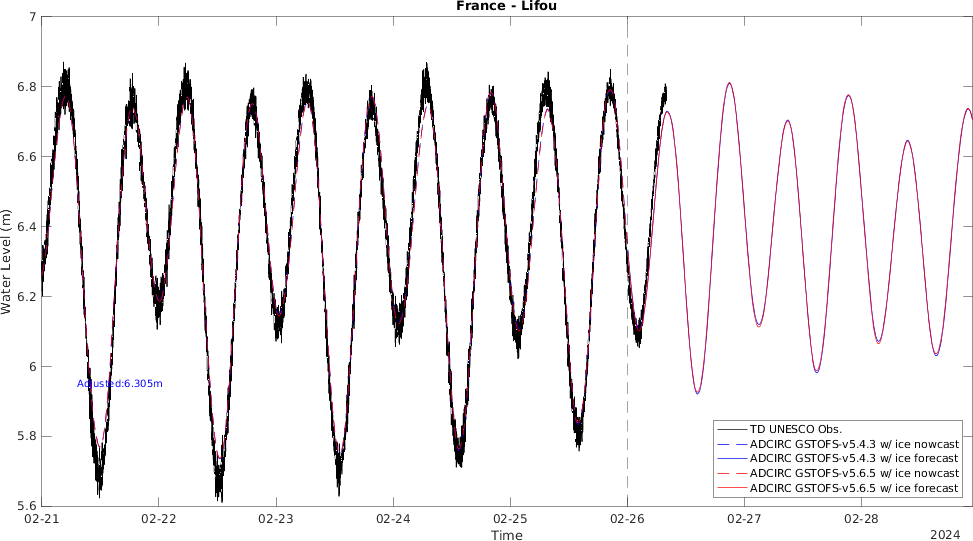 France - Lifou
7
6.8
6.6
6.4
6.2
6
5.8
5.6
Water Level (m)
Adjusted:6.305m
TD UNESCO Obs.
ADCIRC GSTOFS-v5.4.3 w/ ice nowcast
ADCIRC GSTOFS-v5.4.3 w/ ice forecast
ADCIRC GSTOFS-v5.6.5 w/ ice nowcast
ADCIRC GSTOFS-v5.6.5 w/ ice forecast
02-21 02-22 02-23 02-24 02-25 02-26 02-27 02-28
Time
2024